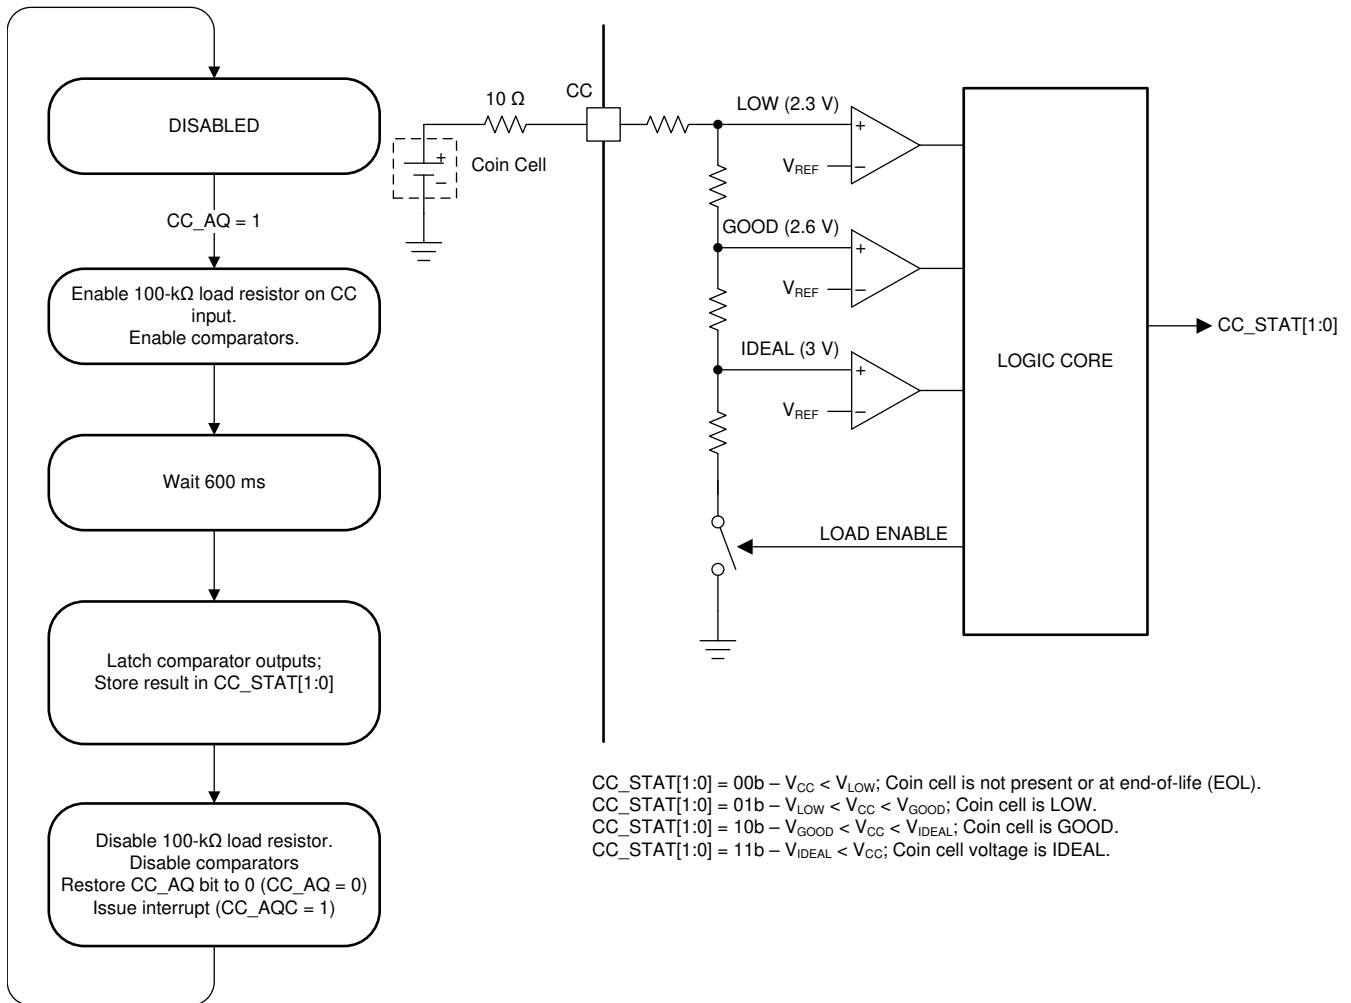 DISABLED
CC_AQ = 1
Enable 100-kΩ load resistor on CC
input.
Enable comparators.
Wait 600 ms
Latch comparator outputs;
Store result in CC_STAT[1:0]
Disable 100-kΩ load resistor.
Disable comparators
Restore CC_AQ bit to 0 (CC_AQ = 0)
Issue interrupt (CC_AQC = 1)
10 Ω
CC
+
–
Coin Cell
LOW (2.3 V)
+
VREF
–
GOOD (2.6 V)
+
VREF
–
IDEAL (3 V)
+
VREF
–
LOAD ENABLE
LOGIC CORE
CC_STAT[1:0]
CC_STAT[1:0] = 00b – VCC < VLOW; Coin cell is not present or at end-of-life (EOL).
CC_STAT[1:0] = 01b – VLOW < VCC < VGOOD; Coin cell is LOW.
CC_STAT[1:0] = 10b – VGOOD < VCC < VIDEAL; Coin cell is GOOD.
CC_STAT[1:0] = 11b – VIDEAL < VCC; Coin cell voltage is IDEAL.